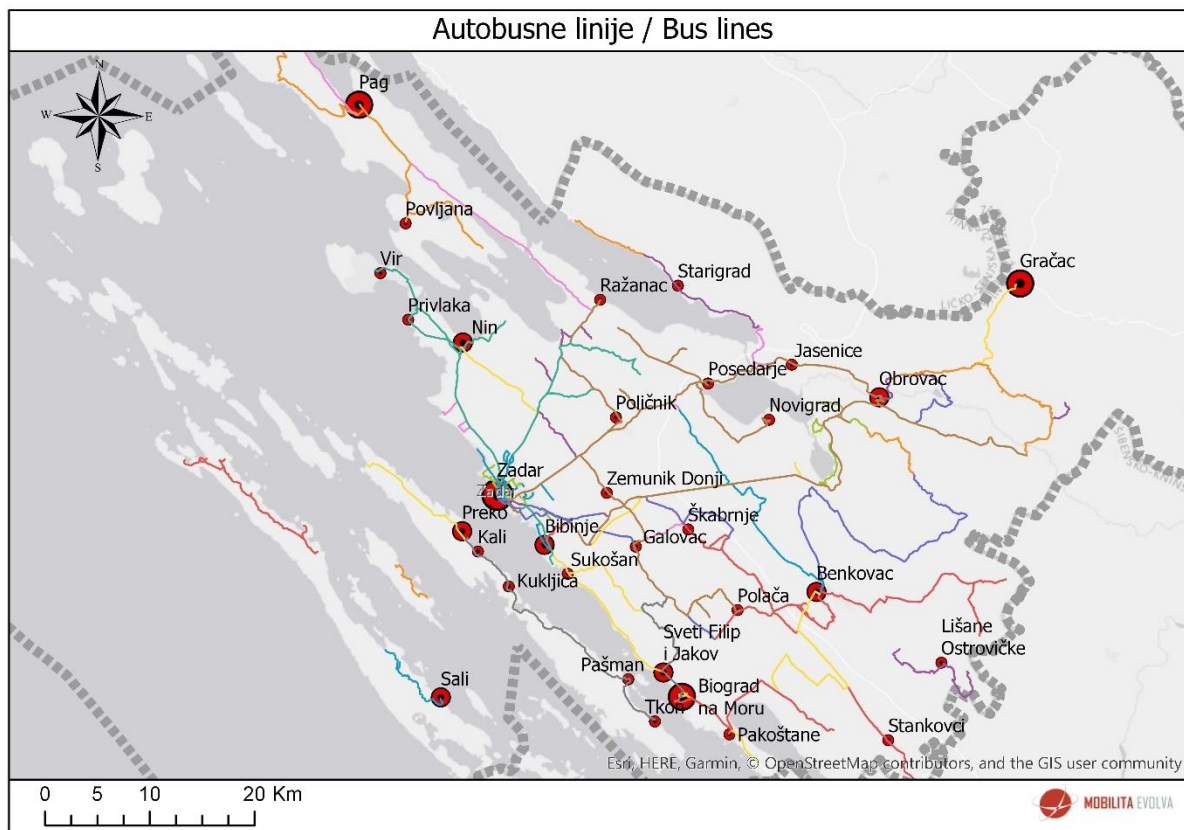 Autobusne linije / Bus lines
N
W
E
S
Pag
Povljana
Vir
Privlaka
Nin
Ražanac
Starigrad
Gračac
Posedarje
Jasenice
Obrovac
Poličnik
Novigrad
Zadar
Zadar
Zemunik Donji
Preko
Bibinje
Škabrnje
Kali
Galovac
Sukošan
Kukljica
Benkovac
Polača
Sveti Filip
i Jakov
Lišane
Ostrovičke
Pašman
Sali
Biograd
na Moru
Tkon
Pakoštane
Stankovci
Esri, HERE, Garmin, © OpenStreetMap contributors, and the GIS user community
0 5 10 20 Km
MOBILITA EVOLVA